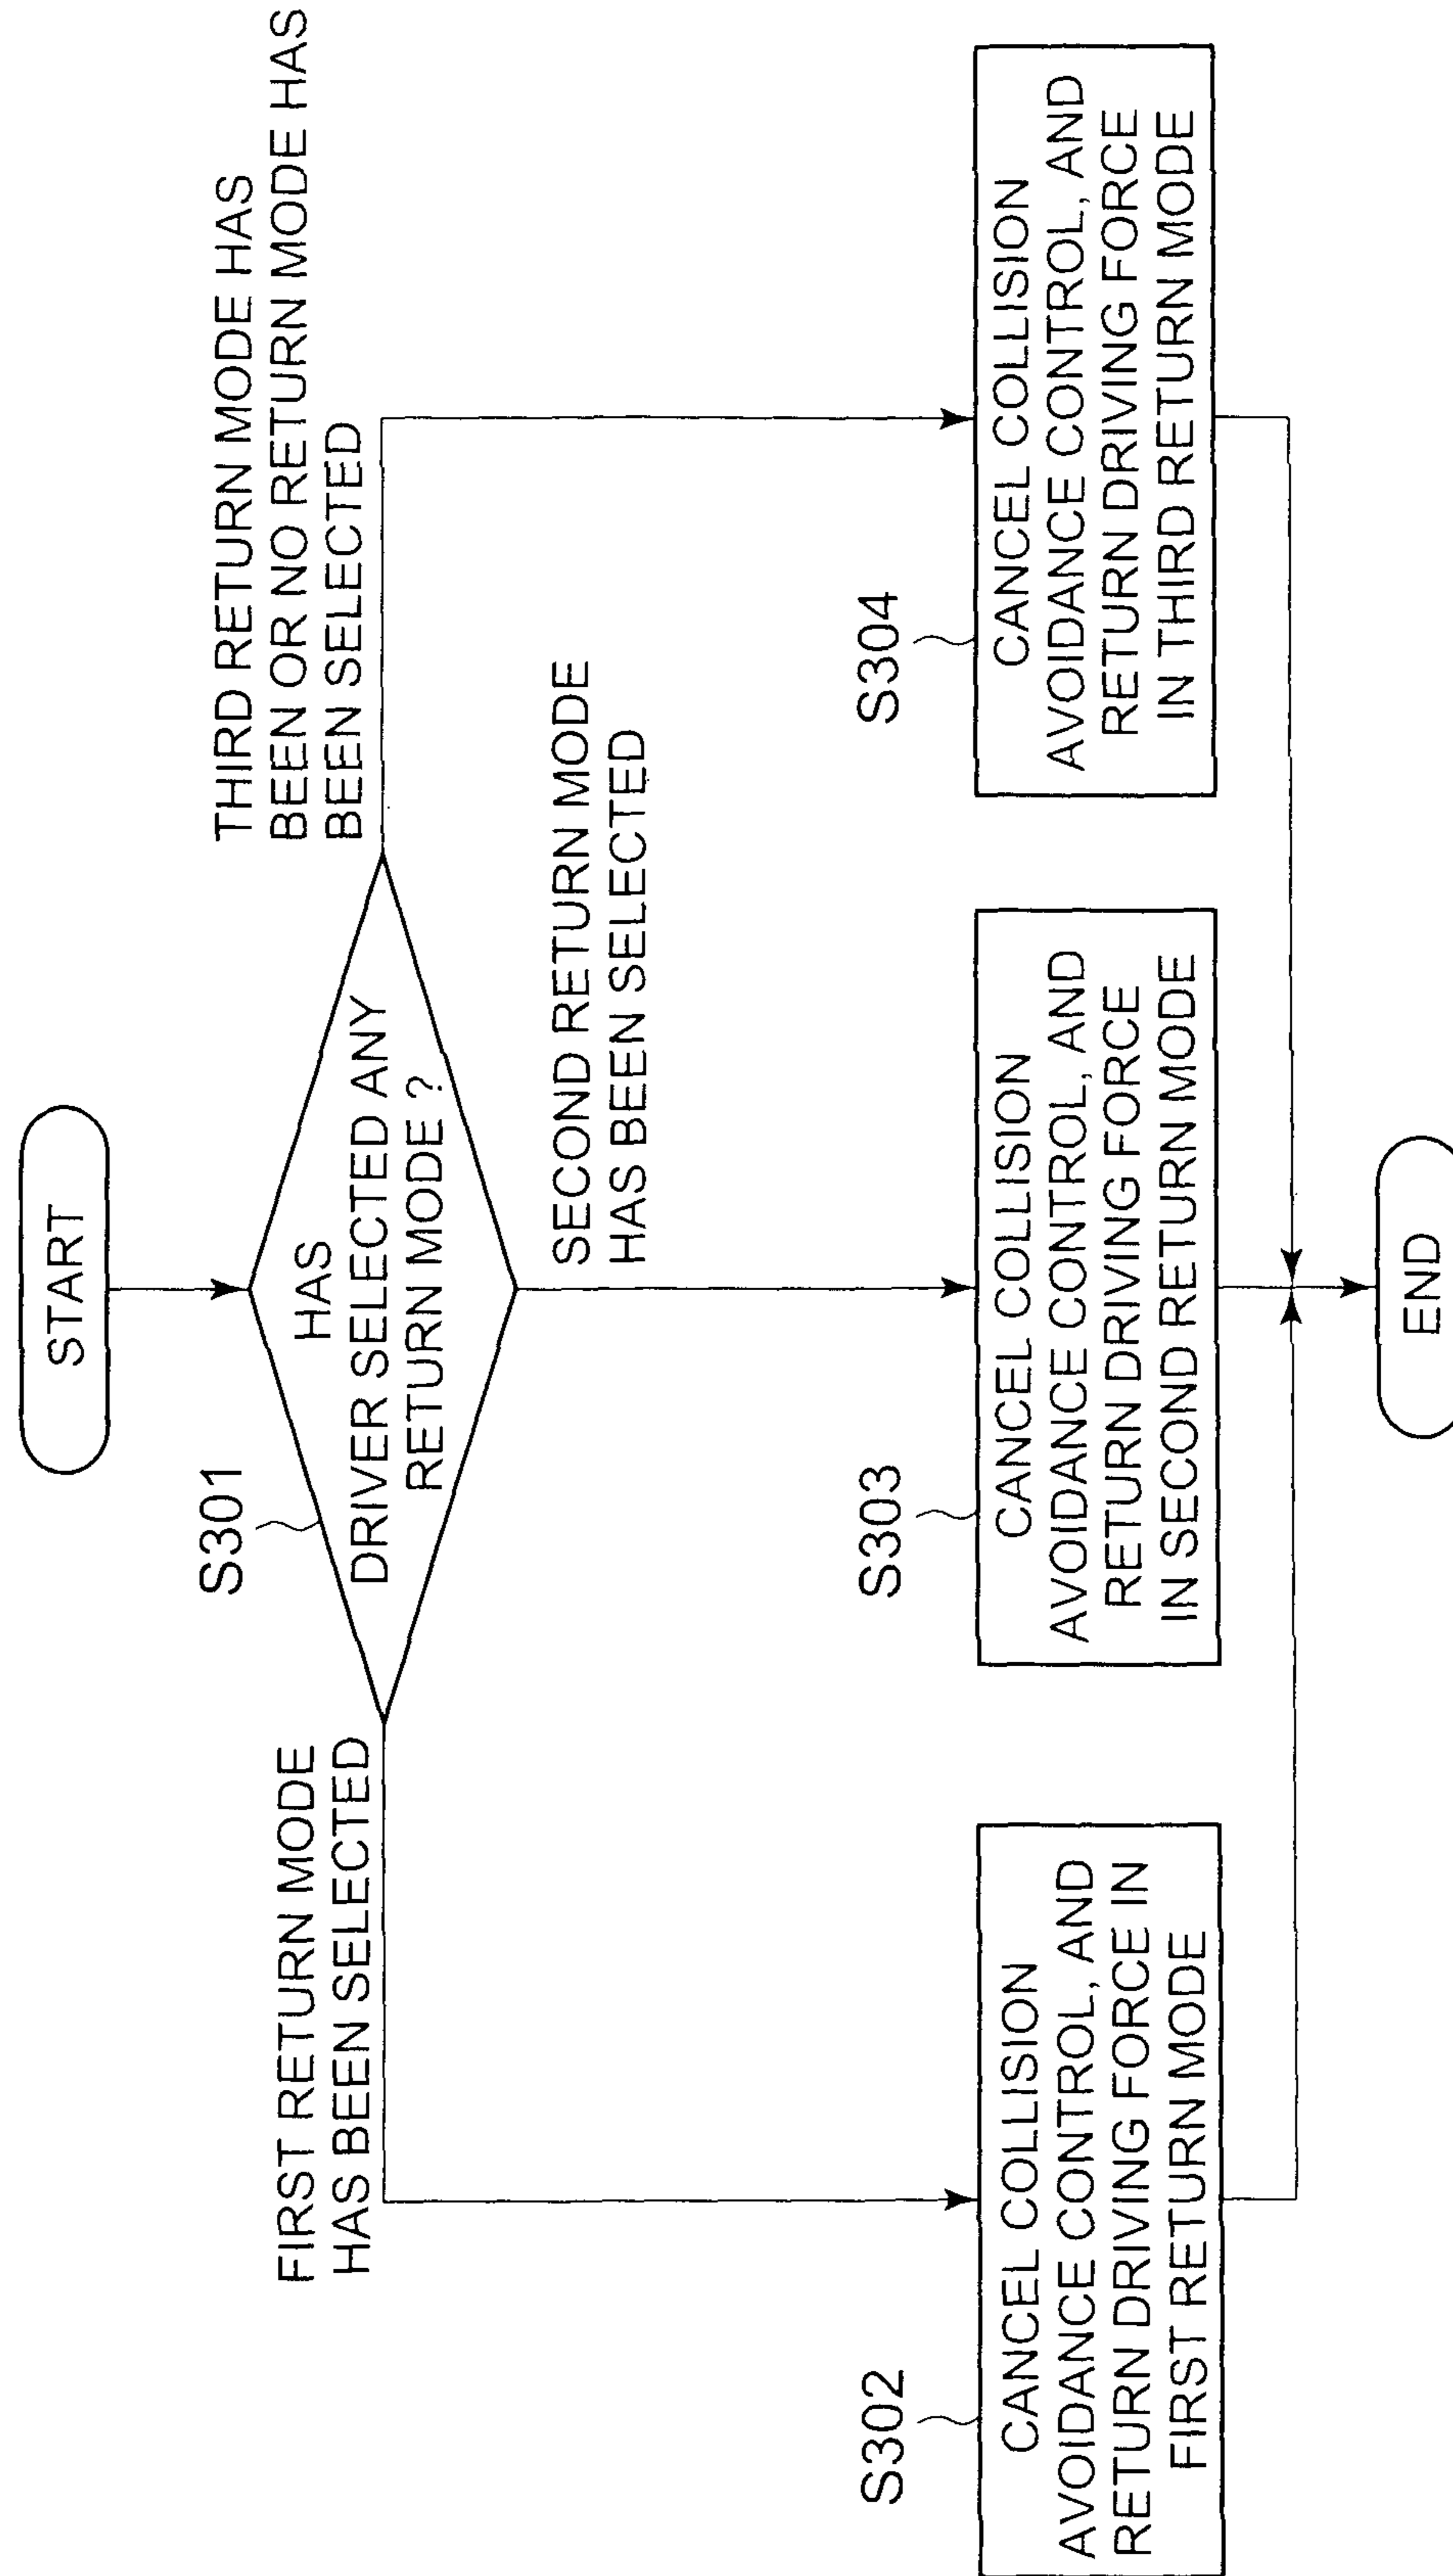 START
S301
HAS
DRIVER SELECTED ANY
RETURN MODE ?
FIRST RETURN MODE
HAS BEEN SELECTED
SECOND RETURN MODE
HAS BEEN SELECTED
THIRD RETURN MODE HAS
BEEN OR NO RETURN MODE HAS
BEEN SELECTED
S302
CANCEL COLLISION
AVOIDANCE CONTROL, AND
RETURN DRIVING FORCE IN
FIRST RETURN MODE
S303
CANCEL COLLISION
AVOIDANCE CONTROL, AND
RETURN DRIVING FORCE
IN SECOND RETURN MODE
S304
CANCEL COLLISION
AVOIDANCE CONTROL, AND
RETURN DRIVING FORCE
IN THIRD RETURN MODE
END